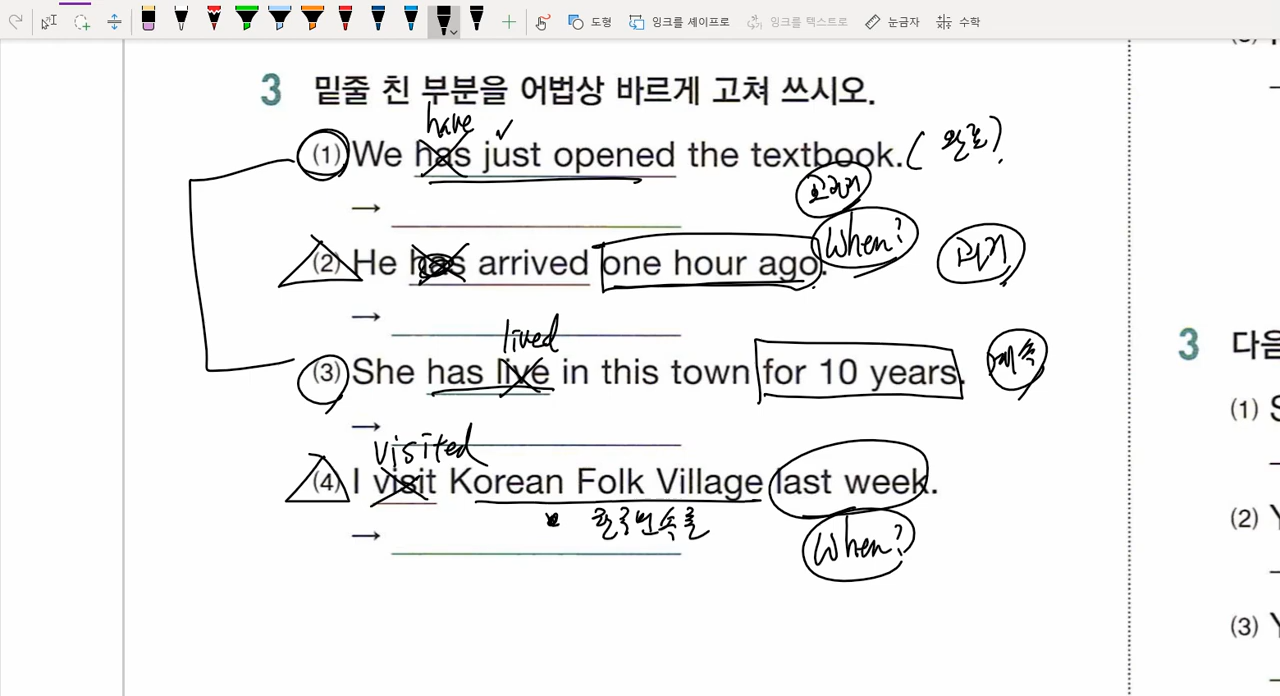 도형 잉크를 셰이프로 잉크를 텍스트로 눈금자 수학
3 밑줄 친 부분을 어법상 바르게 고쳐 쓰시오.
have
(1) We has just opened the textbook. (완료)
→
과거
When?
(2) He has arrived one hour ago. 과거
→
lived
(3) She has live in this town for 10 years. 계속
→
visited
(4) I visit Korean Folk Village last week.
한국민속촌
→
When?
3 다음
(1) S
(2) Y
(3) Y